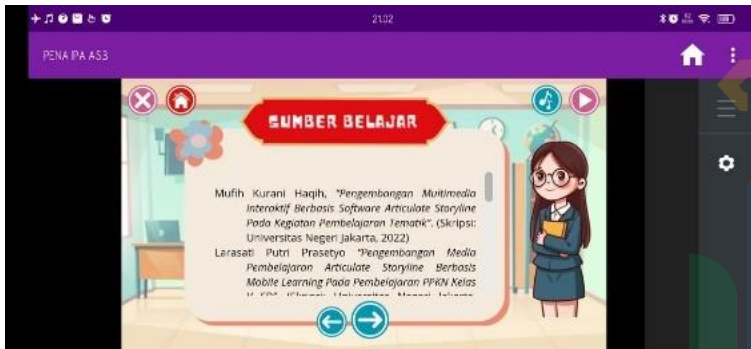 21.02
PENA IPA AS3
SUMBER BELAJAR
Mufih Kurani Haqih, "Pengembangan Multimedia
Interaktif Berbasis Software Articulate Storyline
Pada Kegiatan Pembelajaran Tematik". (Skripsi:
Universitas Negeri Jakarta, 2022)
Larasati Putri Prasetyo "Pengembangan Media
Pembelajaran Articulate Storyline Berbasis
Mobile Learning Pada Pembelajaran PPKN Kelas